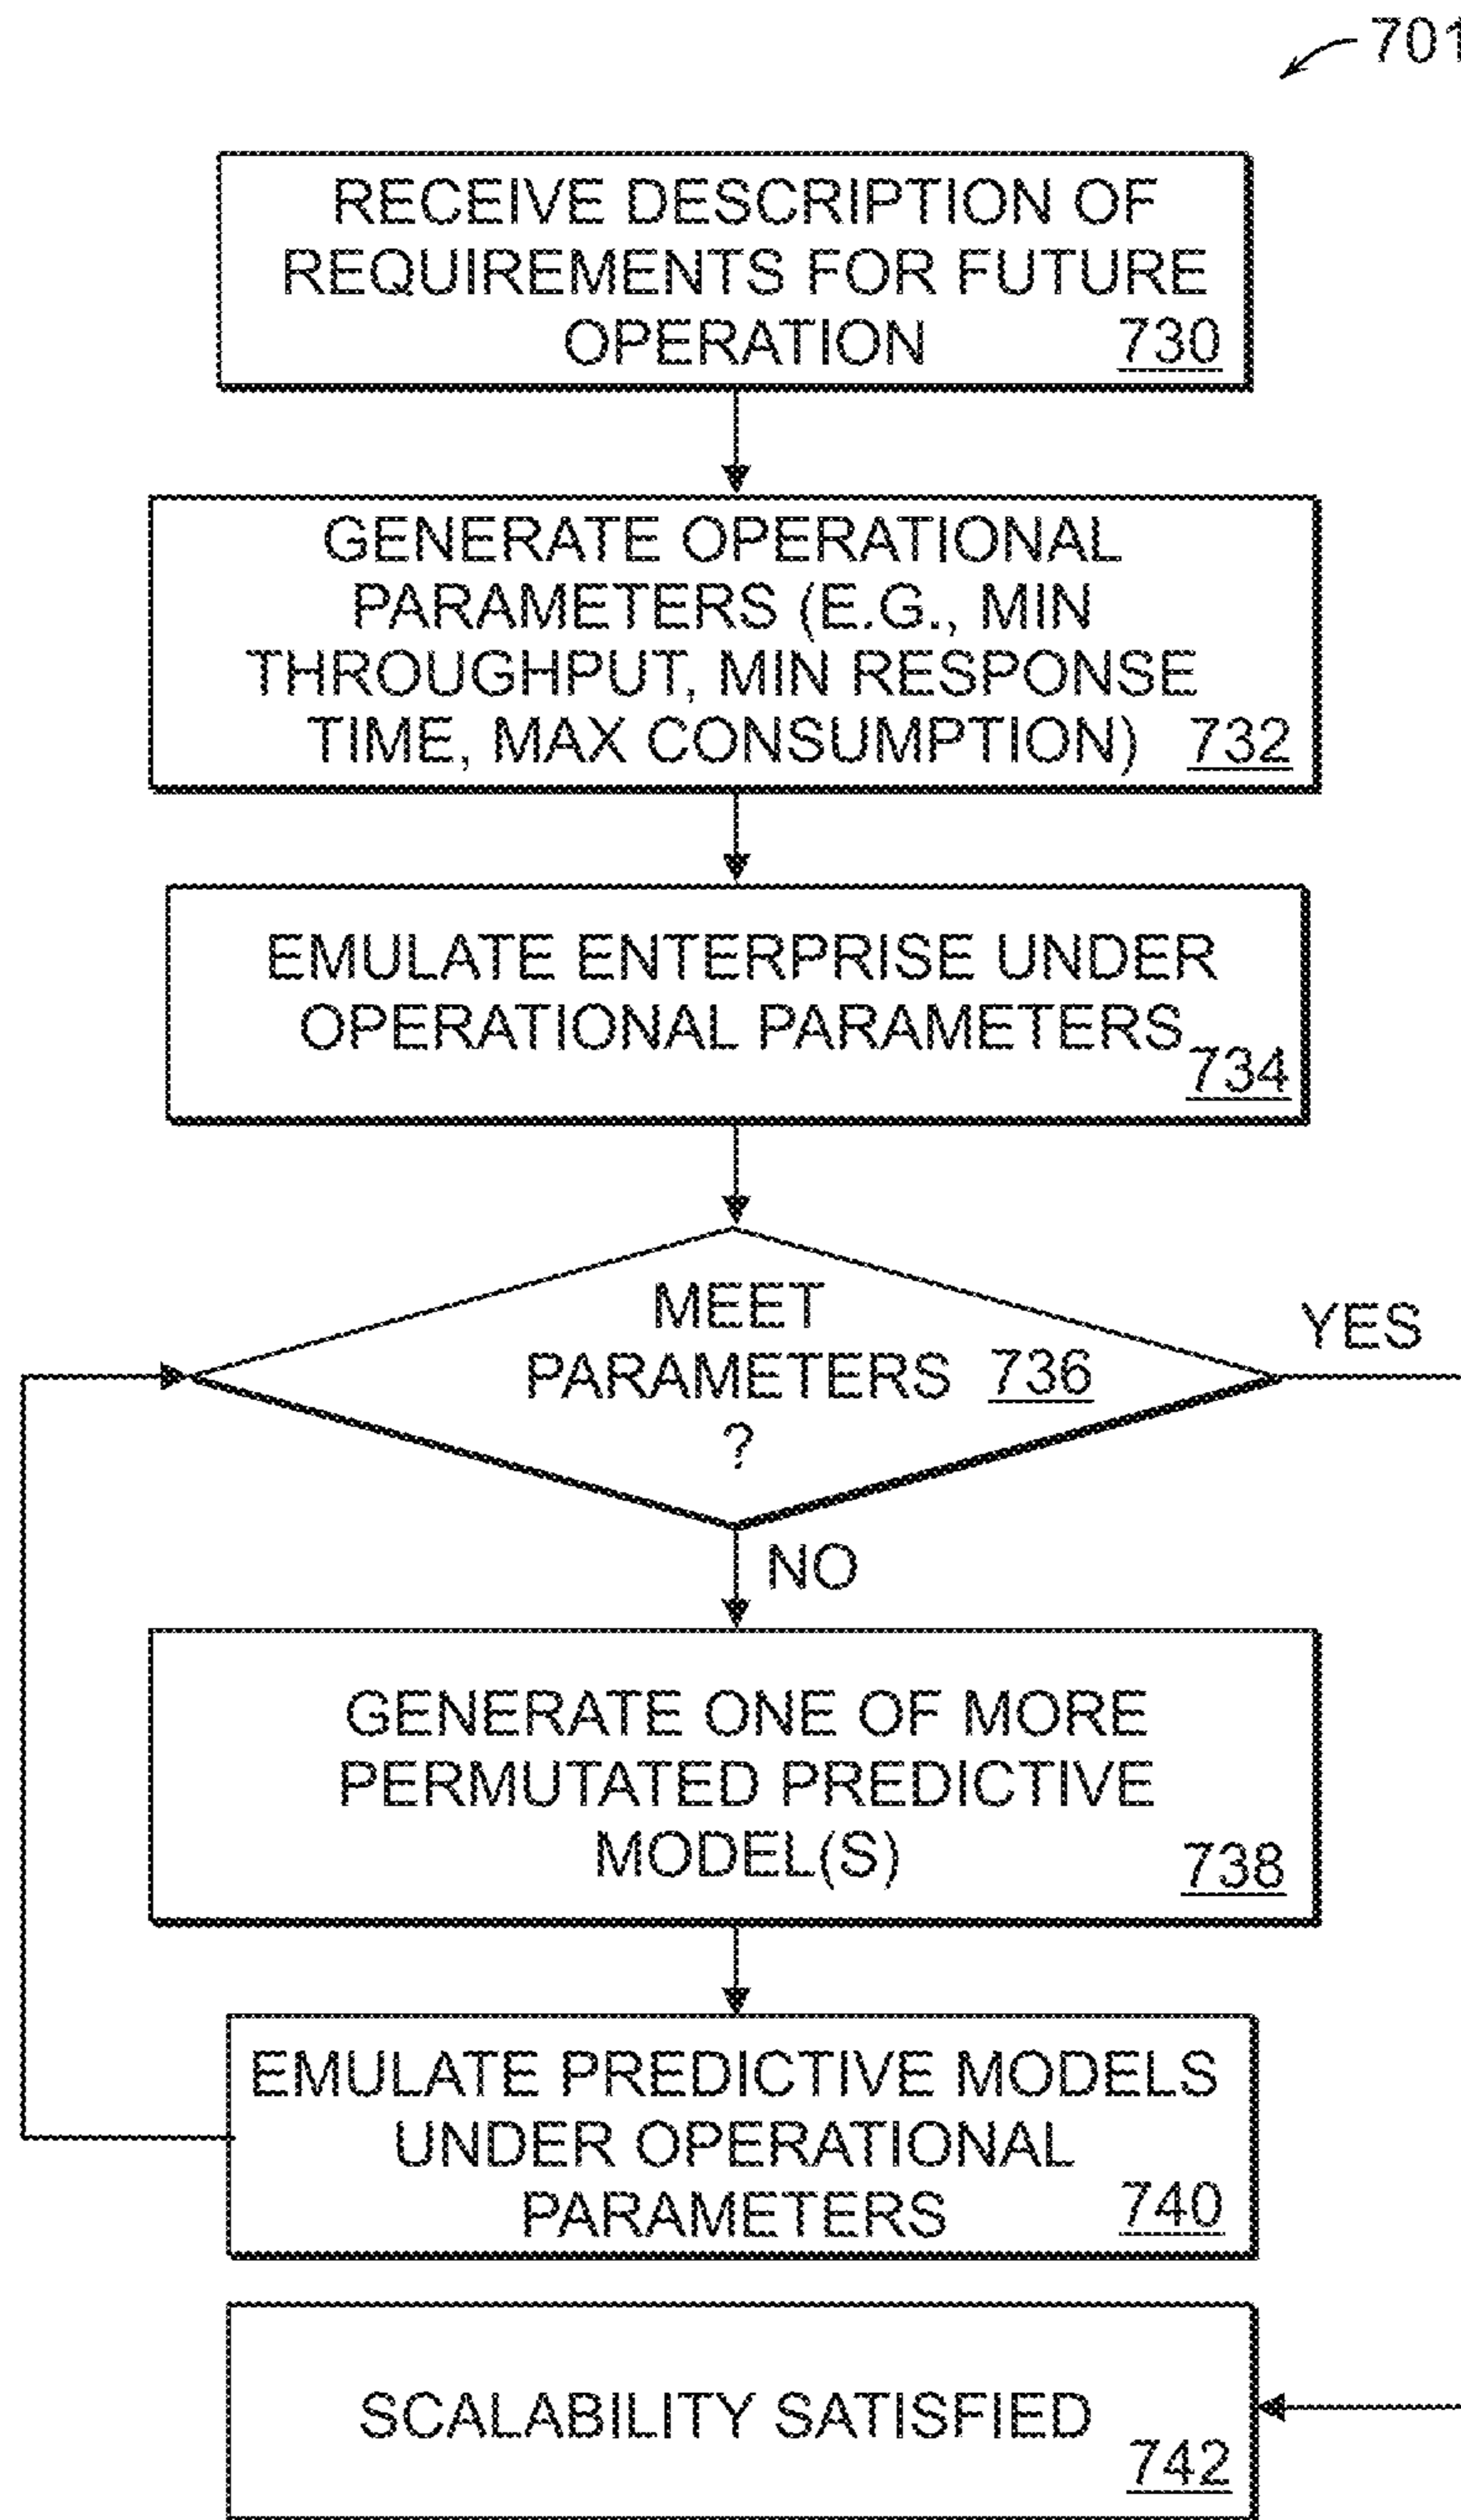 701
RECEIVE DESCRIPTION OF
REQUIREMENTS FOR FUTURE
OPERATION 730
GENERATE OPERATIONAL
PARAMETERS (E.G., MIN
THROUGHPUT, MIN RESPONSE
TIME, MAX CONSUMPTION) 732
EMULATE ENTERPRISE UNDER
OPERATIONAL PARAMETERS
734
MEET
PARAMETERS 736
?
YES
NO
GENERATE ONE OF MORE
PERMUTATED PREDICTIVE
MODEL(S) 738
EMULATE PREDICTIVE MODELS
UNDER OPERATIONAL
PARAMETERS 740
SCALABILITY SATISFIED
742